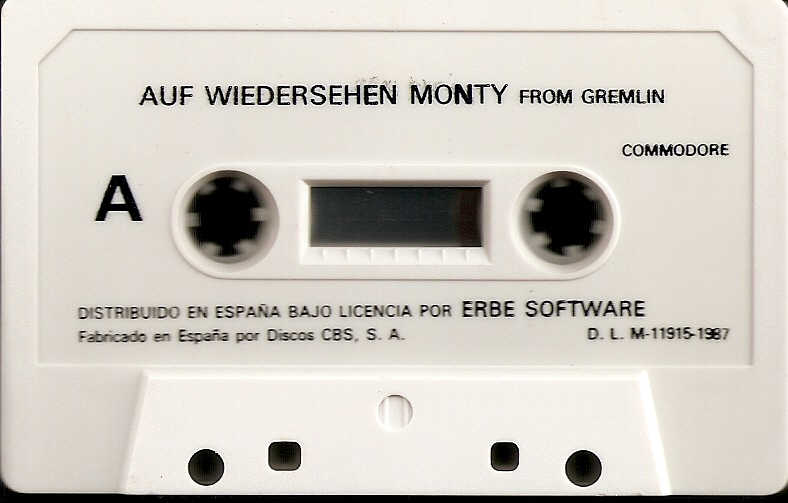 AUF WIEDERSEHEN MONTY FROM GREMLIN
COMMODORE
A
DISTRIBUIDO EN ESPAÑA BAJO LICENCIA POR ERBE SOFTWARE
Fabricado en España por Discos CBS, S. A. D. L. M-11915-1987